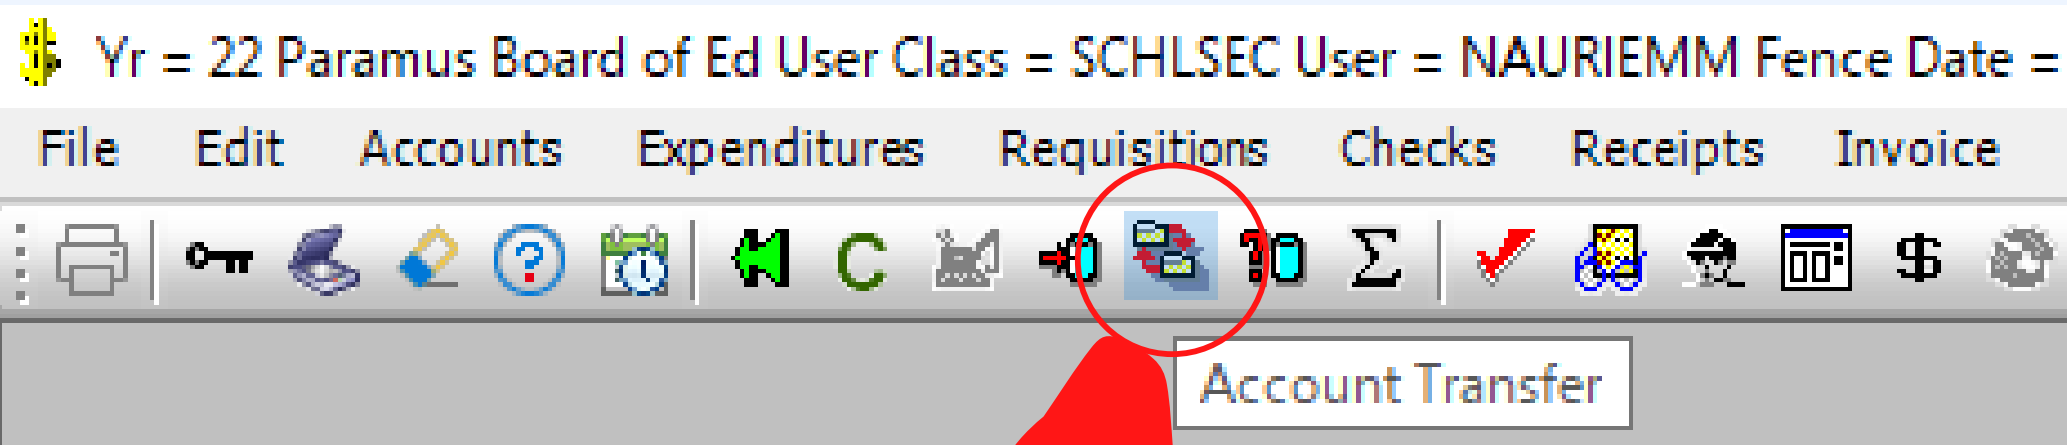 Yr = 22 Paramus Board of Ed User Class = SCHLSEC User = NAURIEMM Fence Date =
File Edit Accounts Expenditures Requisitions Checks Receipts Invoice
Account Transfer